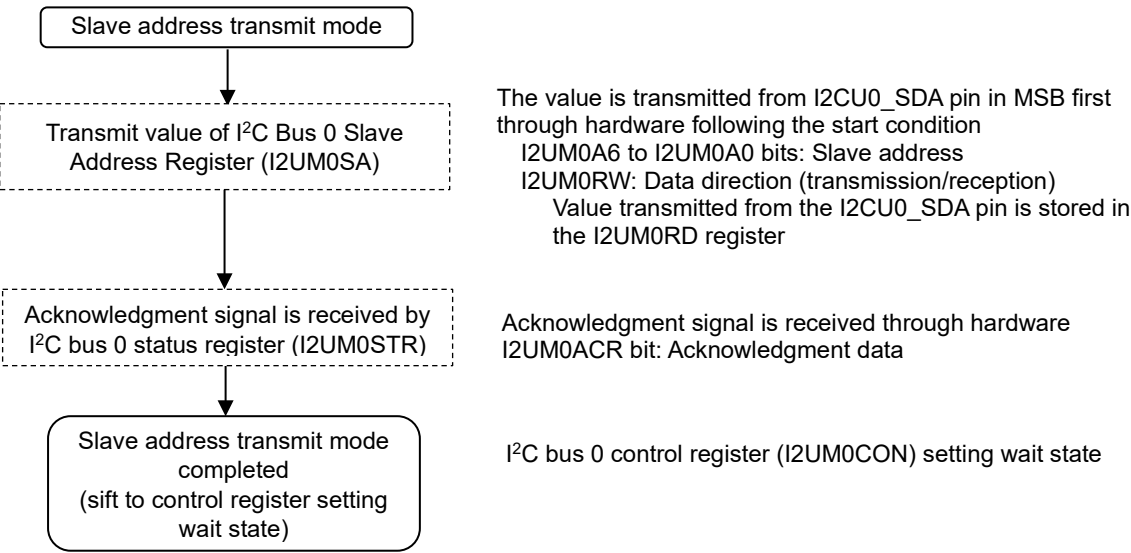 Slave address transmit mode
Transmit value of I²C Bus 0 Slave
Address Register (I2UM0SA)
The value is transmitted from I2CU0_SDA pin in MSB first
through hardware following the start condition
I2UM0A6 to I2UM0A0 bits: Slave address
I2UM0RW: Data direction (transmission/reception)
Value transmitted from the I2CU0_SDA pin is stored in
the I2UM0RD register
Acknowledgment signal is received by
I²C bus 0 status register (I2UM0STR)
Acknowledgment signal is received through hardware
I2UM0ACR bit: Acknowledgment data
Slave address transmit mode
completed
(sift to control register setting
wait state)
I²C bus 0 control register (I2UM0CON) setting wait state